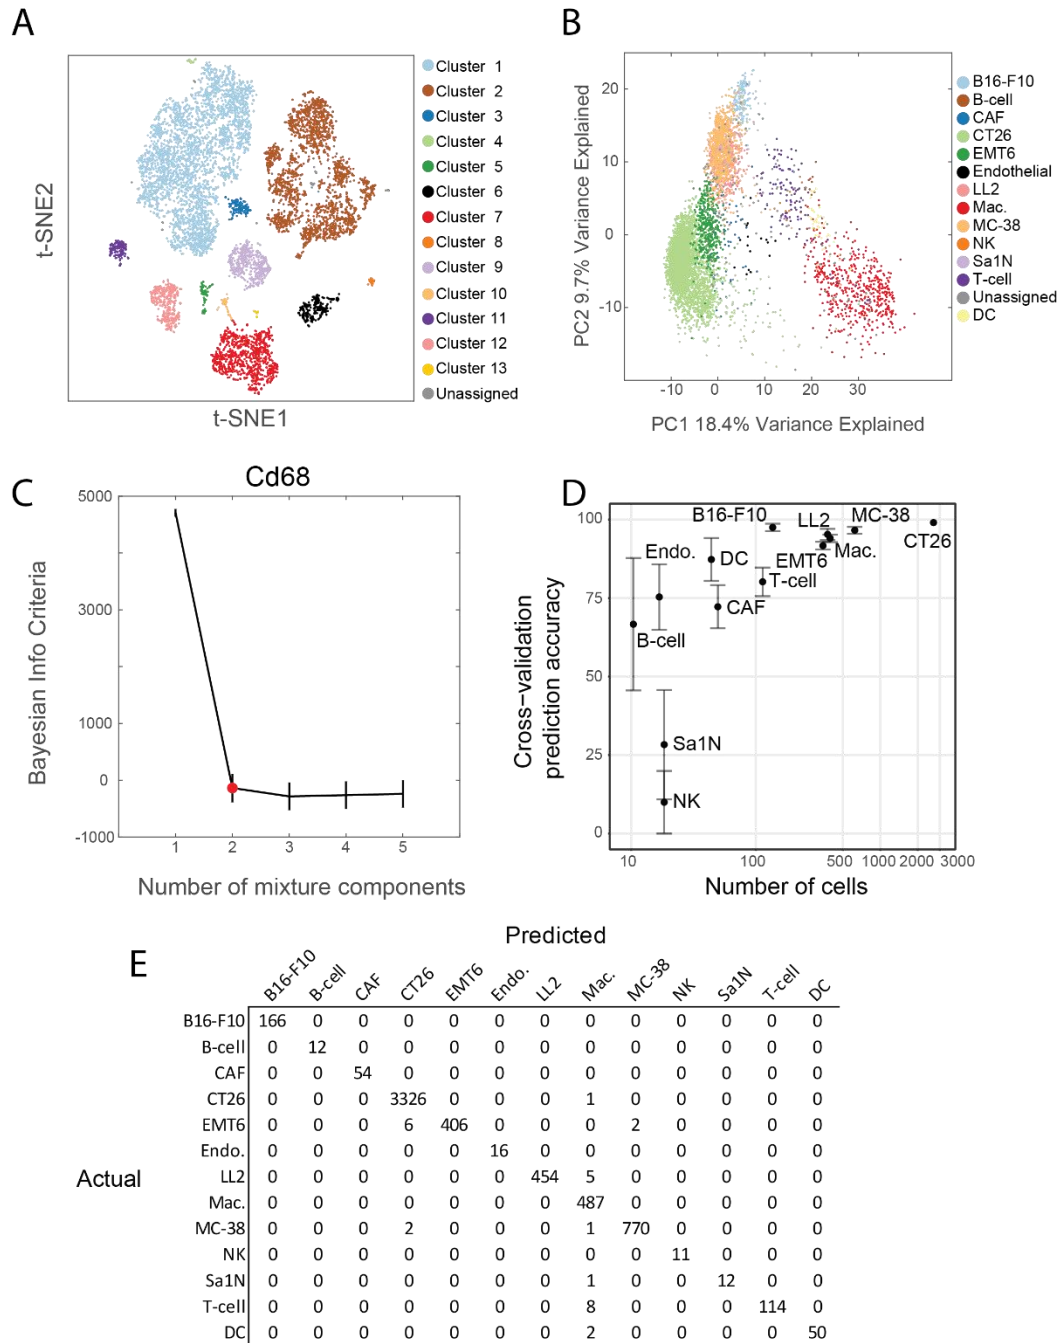 A
t-SNE2
t-SNE1
Cluster 1
Cluster 2
Cluster 3
Cluster 4
Cluster 5
Cluster 6
Cluster 7
Cluster 8
Cluster 9
Cluster 10
Cluster 11
Cluster 12
Cluster 13
Unassigned
B
PC2 9.7% Variance Explained
20
10
0
-10
-10 0 10 20 30
PC1 18.4% Variance Explained
B16-F10
B-cell
CAF
CT26
EMT6
Endothelial
LL2
Mac.
MC-38
NK
Sa1N
T-cell
Unassigned
DC
C
Cd68
Bayesian Info Criteria
5000
3000
1000
0
-1000
1 2 3 4 5
Number of mixture components
D
Cross-validation
prediction accuracy
100
75
50
25
0
B16-F10
LL2
MC-38
CT26
Endo.
DC
EMT6
Mac.
T-cell
CAF
B-cell
Sa1N
NK
10 100 500 1000 2000 3000
Number of cells
E
Predicted
B16-F10 B-cell CAF CT26 EMT6 Endo. LL2 Mac. MC-38 NK Sa1N T-cell DC
Actual
B16-F10 166 0 0 0 0 0 0 0 0 0 0 0 0
B-cell 0 12 0 0 0 0 0 0 0 0 0 0 0
CAF 0 0 54 0 0 0 0 0 0 0 0 0 0
CT26 0 0 0 3326 0 0 0 1 0 0 0 0 0
EMT6 0 0 0 6 406 0 0 0 2 0 0 0 0
Endo. 0 0 0 0 0 16 0 0 0 0 0 0 0
LL2 0 0 0 0 0 0 454 5 0 0 0 0 0
Mac. 0 0 0 0 0 0 0 487 0 0 0 0 0
MC-38 0 0 0 2 0 0 0 1 770 0 0 0 0
NK 0 0 0 0 0 0 0 0 0 11 0 0 0
Sa1N 0 0 0 0 0 0 0 1 0 0 12 0 0
T-cell 0 0 0 0 0 0 0 8 0 0 0 114 0
DC 0 0 0 0 0 0 0 2 0 0 0 0 50